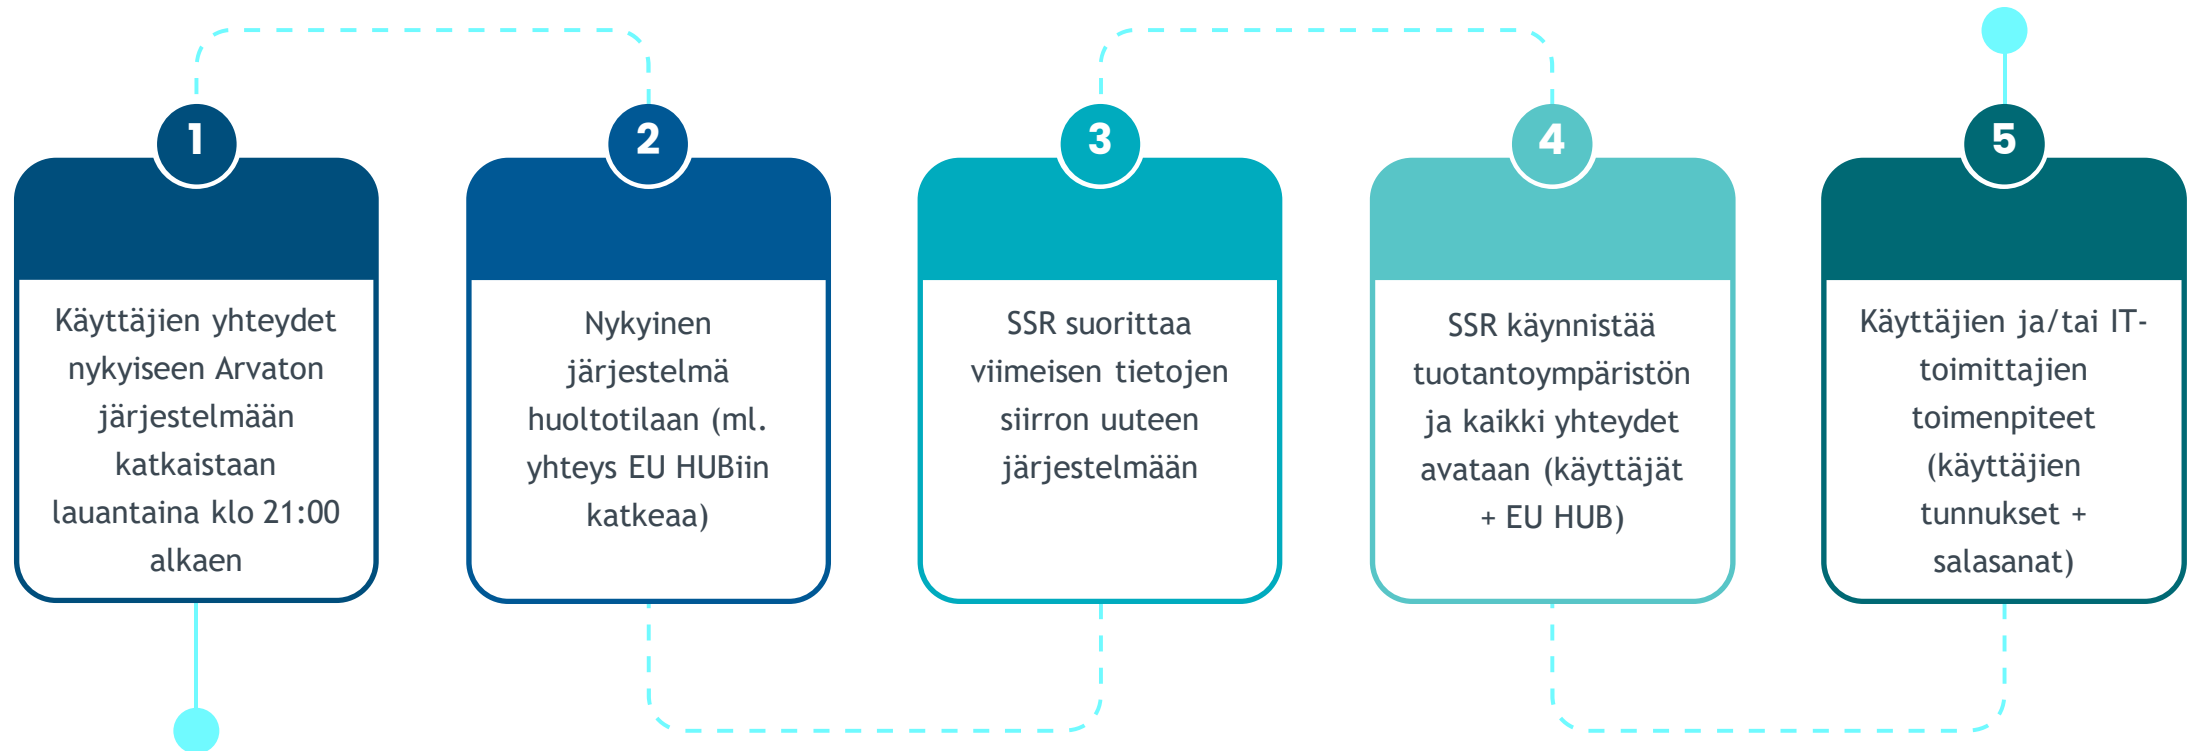 1
Käyttäjien yhteydet
nykyiseen Arvaton
järjestelmään
katkaistaan
lauantaina klo 21:00
alkaen
2
Nykyinen
järjestelmä
huoltotilaan (ml.
yhteys EU HUBiin
katkeaa)
3
SSR suorittaa
viimeisen tietojen
siirron uuteen
järjestelmään
4
SSR käynnistää
tuotantoympäristön
ja kaikki yhteydet
avataan (käyttäjät
+ EU HUB)
5
Käyttäjien ja/tai IT-
toimittajien
toimenpiteet
(käyttäjien
tunnukset +
salasanat)